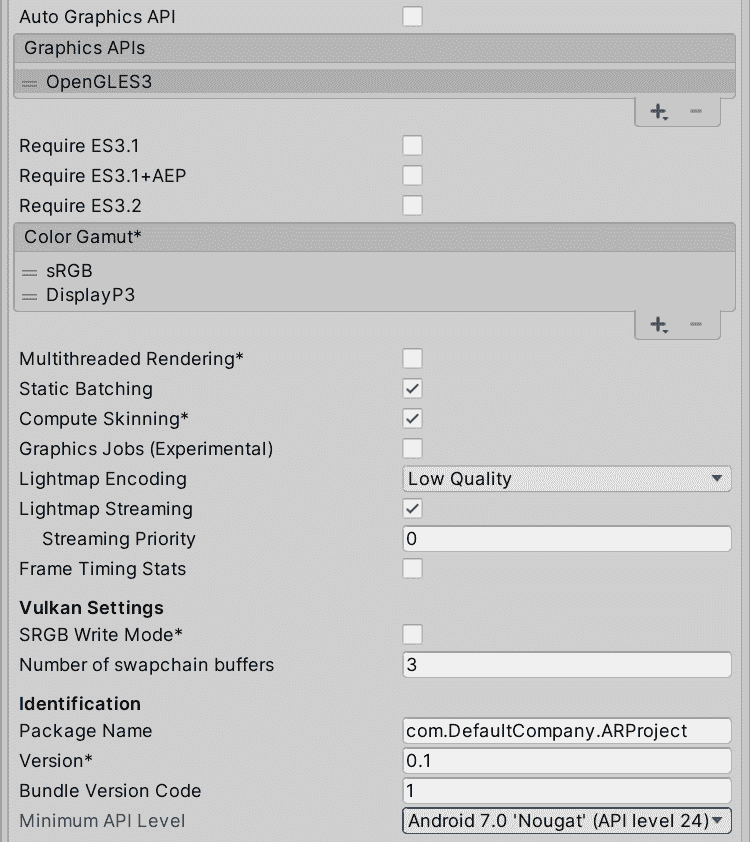 Auto Graphics API
Graphics APIs
OpenGLES3
Require ES3.1
Require ES3.1+AEP
Require ES3.2
Color Gamut*
sRGB
DisplayP3
Multithreaded Rendering*
Static Batching
Compute Skinning*
Graphics Jobs (Experimental)
Lightmap Encoding Low Quality
Lightmap Streaming
Streaming Priority 0
Frame Timing Stats
Vulkan Settings
SRGB Write Mode*
Number of swapchain buffers 3
Identification
Package Name com.DefaultCompany.ARProject
Version* 0.1
Bundle Version Code 1
Minimum API Level Android 7.0 'Nougat' (API level 24)